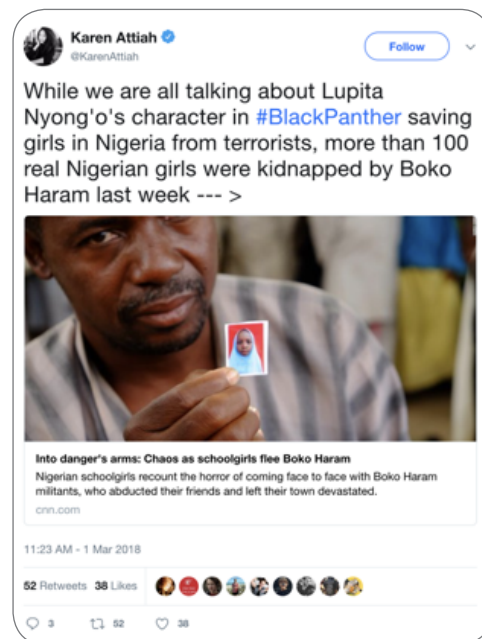 Karen Attiah
@KarenAttiah
Follow
While we are all talking about Lupita
Nyong'o's character in #BlackPanther saving
girls in Nigeria from terrorists, more than 100
real Nigerian girls were kidnapped by Boko
Haram last week --- >
Into danger's arms: Chaos as schoolgirls flee Boko Haram
Nigerian schoolgirls recount the horror of coming face to face with Boko Haram
militants, who abducted their friends and left their town devastated.
cnn.com
11:23 AM - 1 Mar 2018
52 Retweets 38 Likes
3 52 38